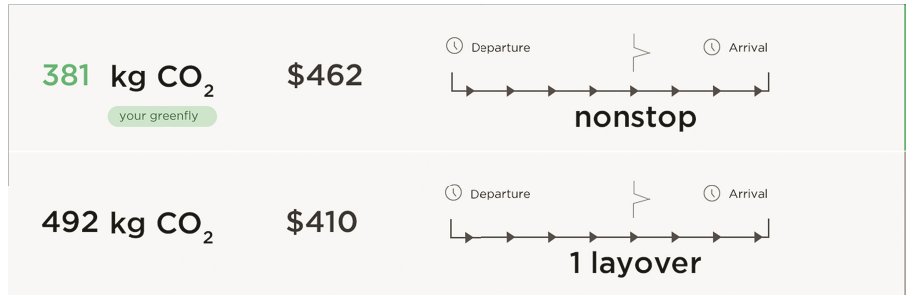 381 kg CO₂ $462 Departure Arrival
your greenfly
nonstop
492 kg CO₂ $410 Departure Arrival
1 layover